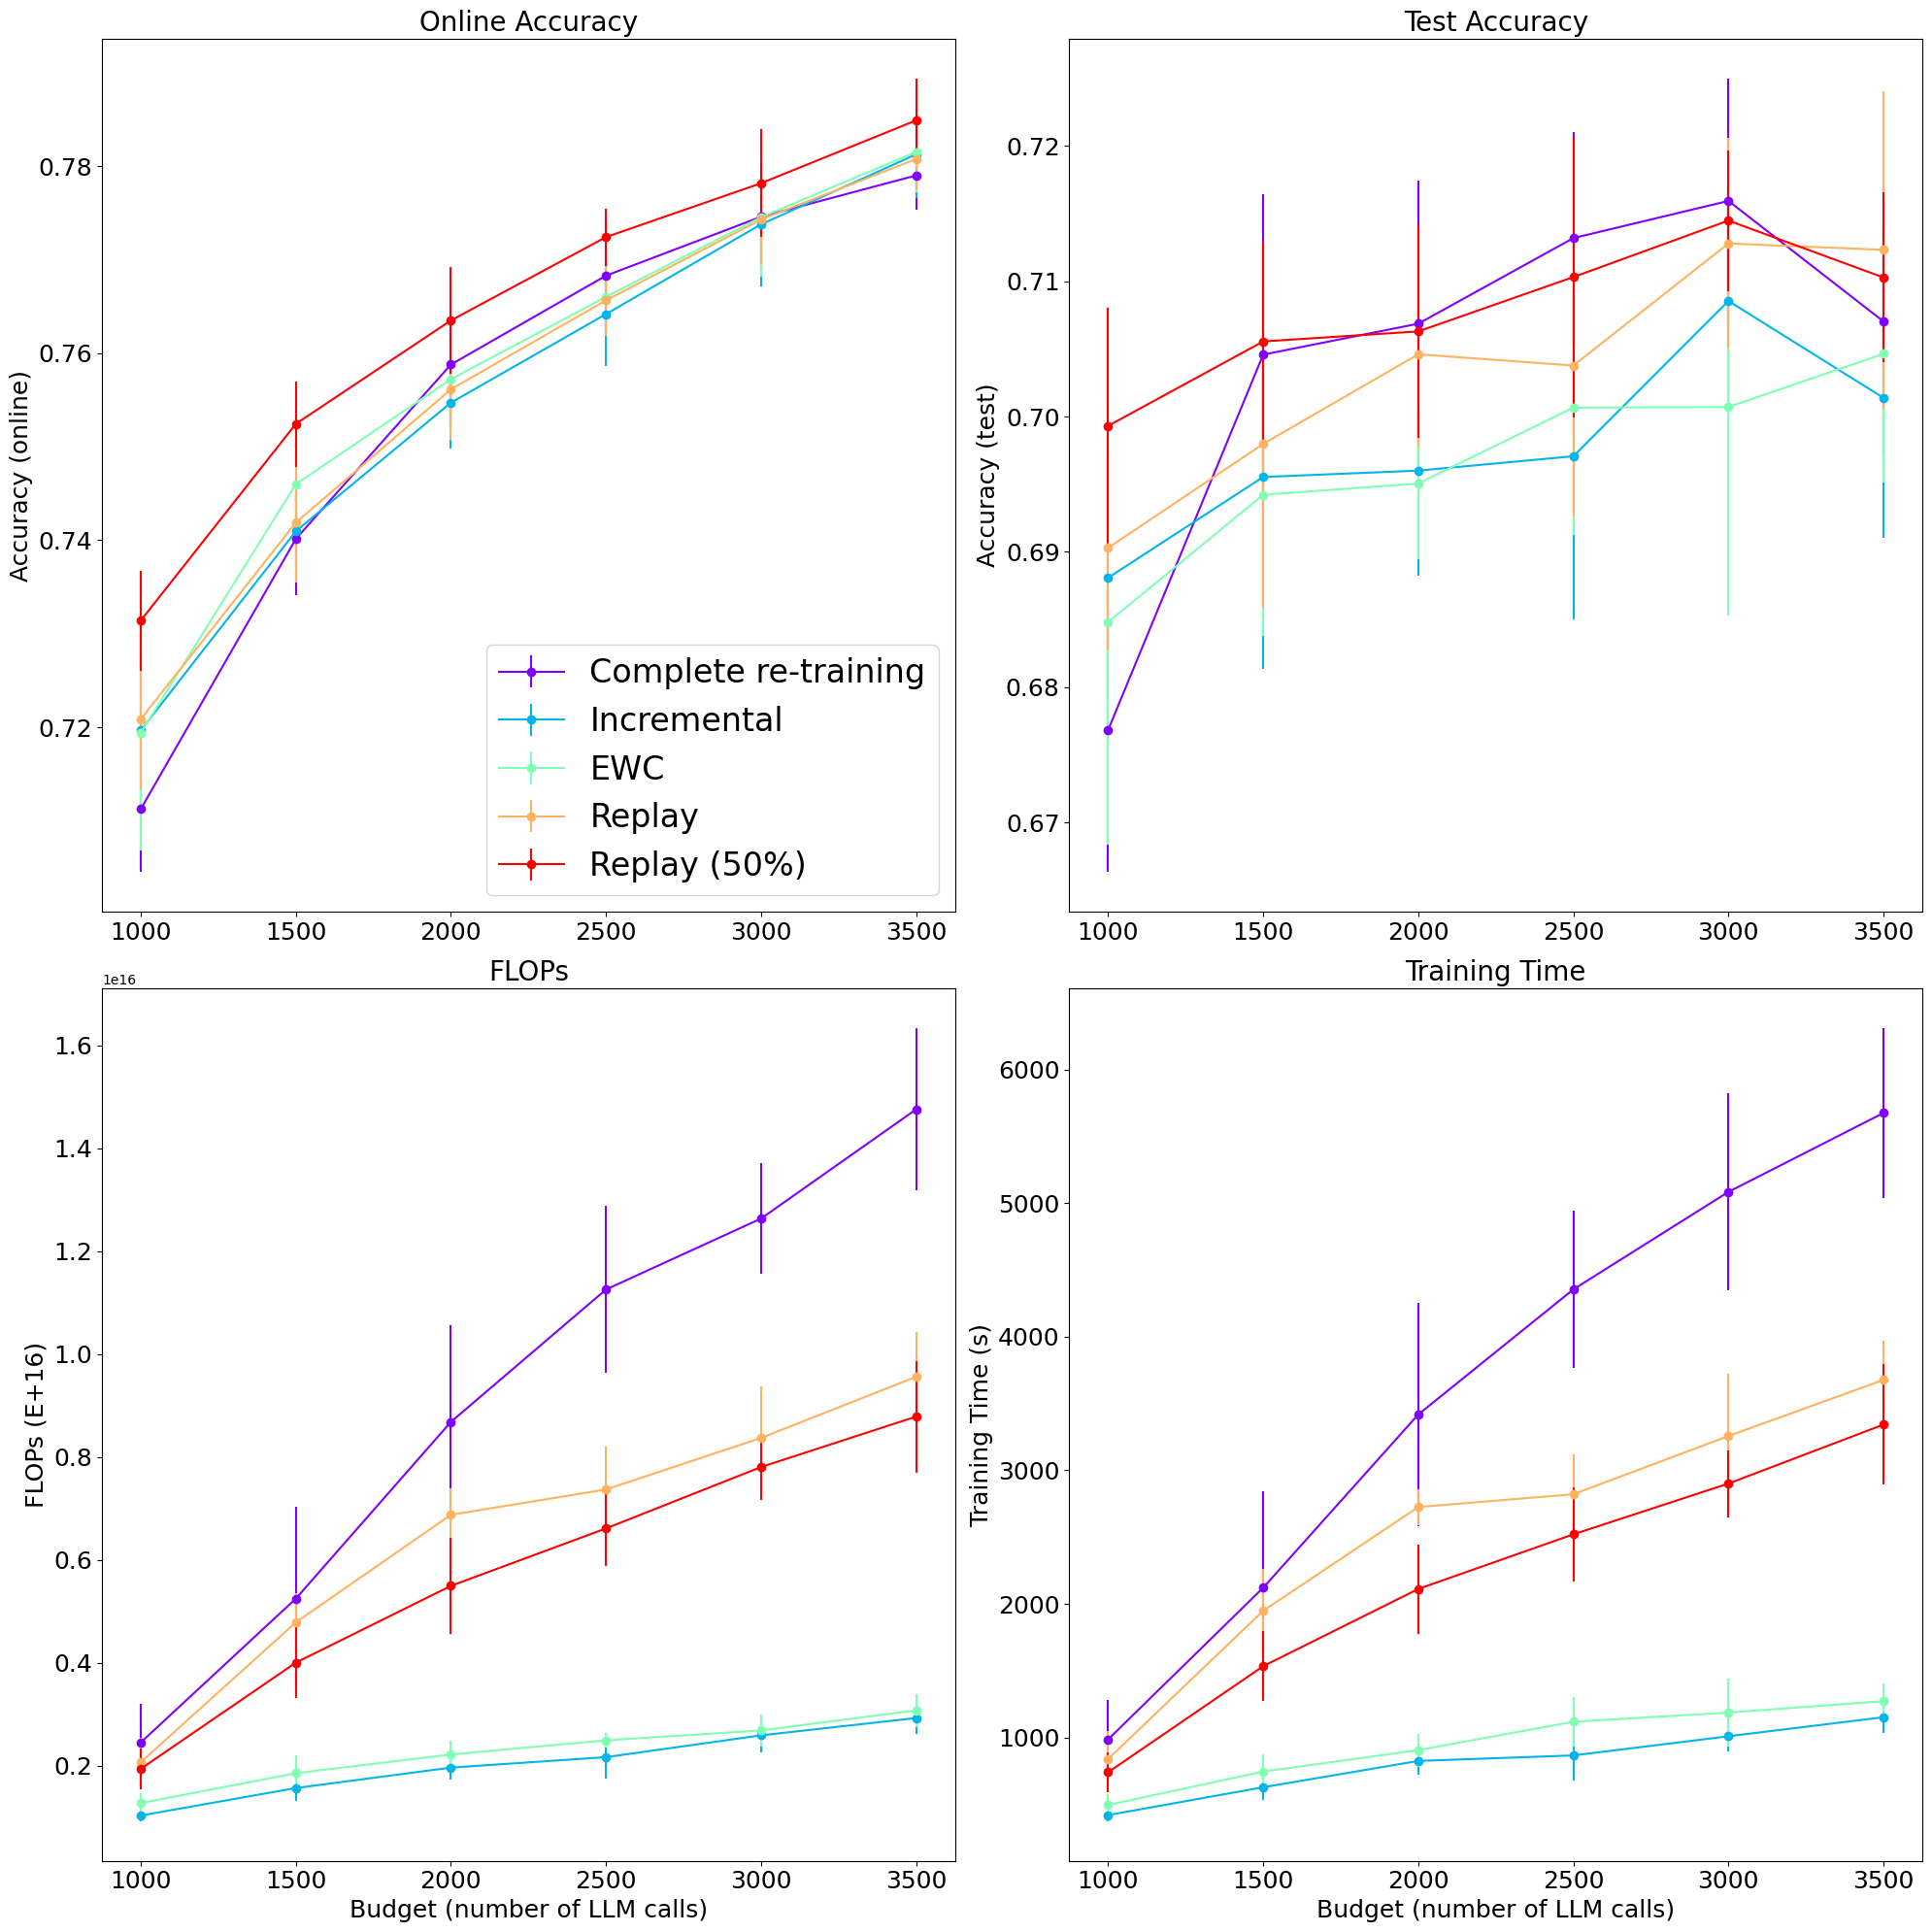 Online Accuracy
Accuracy (online)
0.78
0.76
0.74
0.72
1000 1500 2000 2500 3000 3500
Complete re-training
Incremental
EWC
Replay
Replay (50%)
Test Accuracy
Accuracy (test)
0.72
0.71
0.70
0.69
0.68
0.67
1000 1500 2000 2500 3000 3500
FLOPs
1e16
FLOPs (E+16)
1.6
1.4
1.2
1.0
0.8
0.6
0.4
0.2
1000 1500 2000 2500 3000 3500
Budget (number of LLM calls)
Training Time
Training Time (s)
6000
5000
4000
3000
2000
1000
1000 1500 2000 2500 3000 3500
Budget (number of LLM calls)